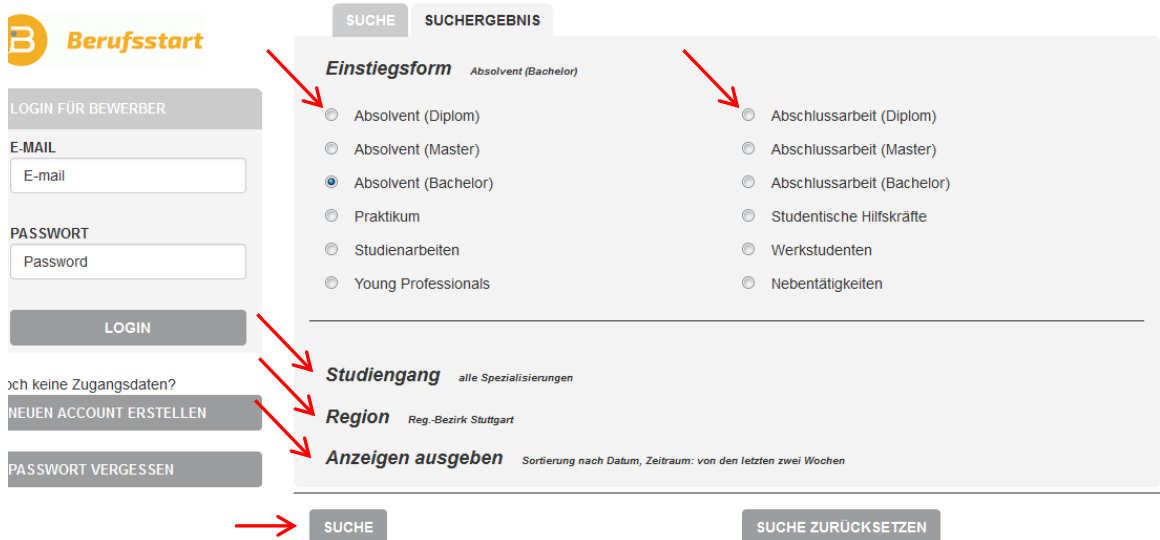 Berufsstart
LOGIN FÜR BEWERBER
E-MAIL
E-mail
PASSWORT
Password
LOGIN
och keine Zugangsdaten?
NEUEN ACCOUNT ERSTELLEN
PASSWORT VERGESSEN
SUCHE SUCHERGEBNIS
Einstiegsform Absolvent (Bachelor)
Absolvent (Diplom) Abschlussarbeit (Diplom)
Absolvent (Master) Abschlussarbeit (Master)
Absolvent (Bachelor) Abschlussarbeit (Bachelor)
Praktikum Studentische Hilfskräfte
Studienarbeiten Werkstudenten
Young Professionals Nebentätigkeiten
Studiengang alle Spezialisierungen
Region Reg.-Bezirk Stuttgart
Anzeigen ausgeben Sortierung nach Datum, Zeitraum: von den letzten zwei Wochen
SUCHE SUCHE ZURÜCKSETZEN